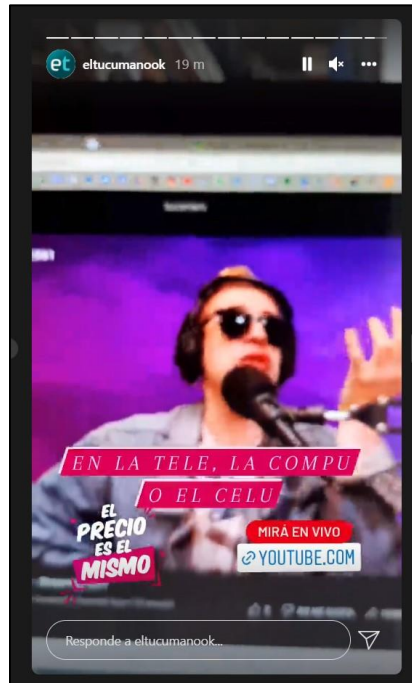 et eltucumanook 19 m
EN LA TELE, LA COMPU
O EL CELU
EL
PRECIO
ES EL
MISMO
MIRÁ EN VIVO
YOUTUBE.COM
Responde a eltucumanook...